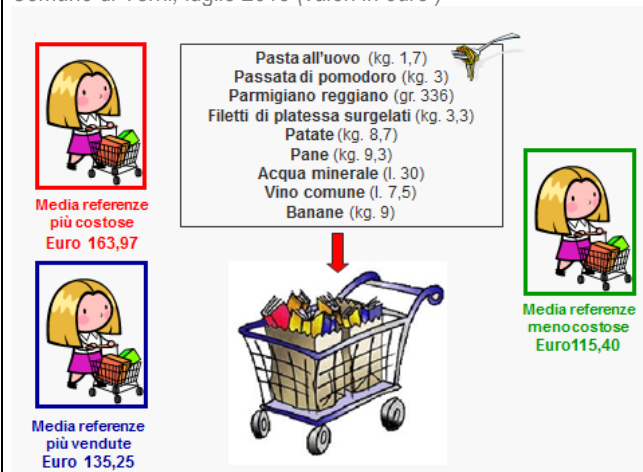 Pasta all'uovo (kg. 1,7)
Passata di pomodoro (kg. 3)
Parmigiano reggiano (gr. 336)
Filetti di platessa surgelati (kg. 3,3)
Patate (kg. 8,7)
Pane (kg. 9,3)
Acqua minerale (l. 30)
Vino comune (l. 7,5)
Banane (kg. 9)
Media referenze
più costose
Euro 163,97
Media referenze
meno costose
Euro115,40
Media referenze
più vendute
Euro 135,25